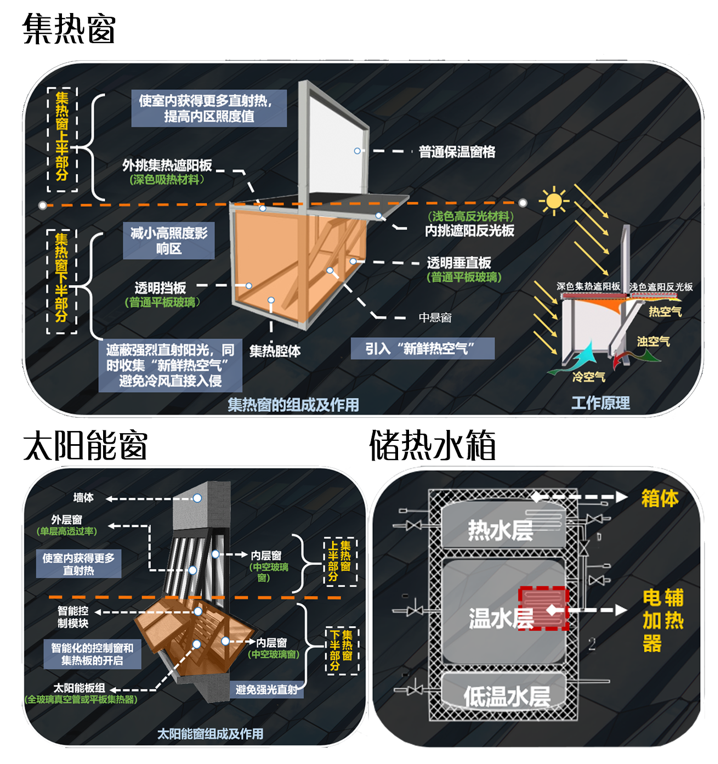 集热窗
集热窗上半部分
使室内获得更多直射热，
提高内区照度值
外挑集热遮阳板
(深色吸热材料)
普通保温窗格
集热窗下半部分
减小高照度影
响区
(浅色高反光材料)
内挑遮阳反光板
透明垂直板
(普通平板玻璃)
透明挡板
(普通平板玻璃)
中悬窗
遮蔽强烈直射阳光，同
时收集“新鲜热空气”
避免冷风直接入侵
集热腔体
引入“新鲜热空气”
集热窗的组成及作用
深色集热遮阳板
浅色遮阳反光板
热空气
浊空气
冷空气
工作原理
太阳能窗
墙体
外层窗
(单层高透过率)
使室内获得更多
直射热
内层窗
(中空玻璃
窗)
集热窗
上半部分
智能控
制模块
智能化的控制窗和
集热板的开启
内层窗
(中空玻璃窗)
集热窗
下半部分
太阳能板组
(全玻璃真空管或平板集热器)
避免强光直射
太阳能窗组成及作用
储热水箱
热水层
箱体
温水层
电辅
加热
器
2
低温水层